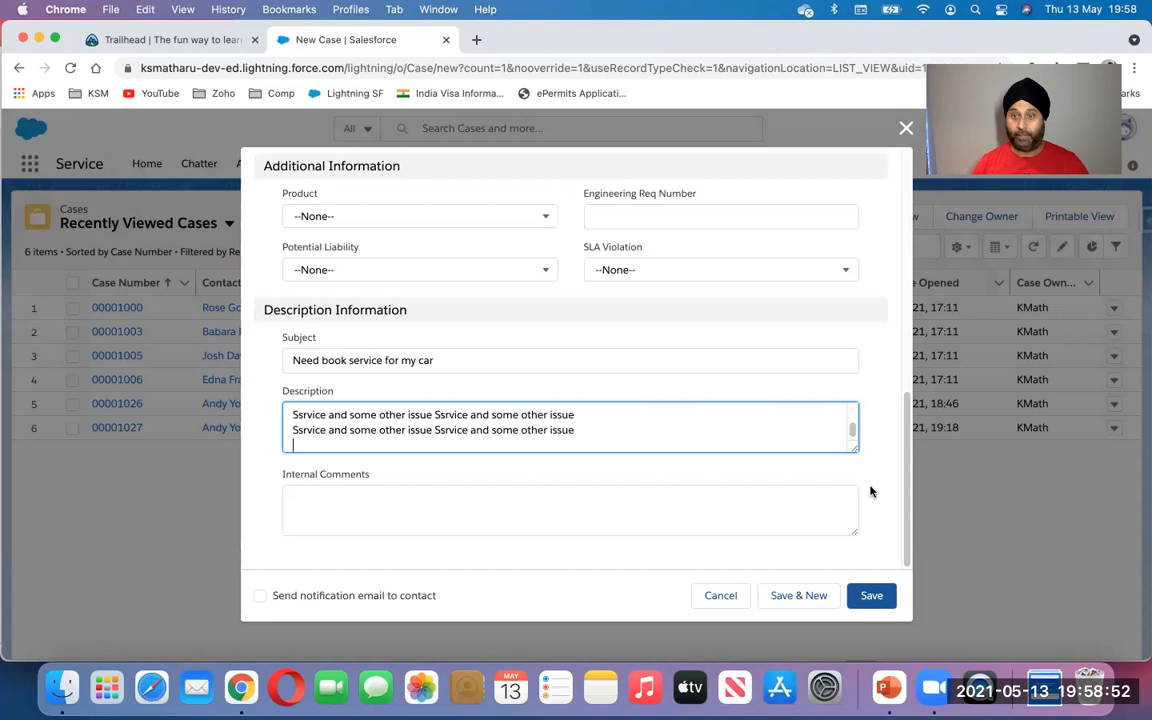 Chrome File Edit View History Bookmarks Profiles Tab Window Help Thu 13 May 19:58
Trailhead | The fun way to lear New Case | Salesforce
ksmatharu-dev-ed.lightning.force.com/lightning/o/Case/new?count=1&nooverride=1&useRecordTypeCheck=1&navigationLocation=LIST_VIEW&uid=1
Apps KSM YouTube Zoho Comp Lightning SF India Visa Informa... ePermits Applicati... arks
All Search Cases and more...
Service Home Chatter
Cases
Recently Viewed Cases
Change Owner Printable View
6 items • Sorted by Case Number • Filtered by Re
Case Number Contact Opened Case Own...
1 00001000 Rose Go 21, 17:11 KMath
2 00001003 Babara 21, 17:11 KMath
3 00001005 Josh Da 21, 17:11 KMath
4 00001006 Edna Fra 21, 17:11 KMath
5 00001026 Andy Yo 21, 18:46 KMath
6 00001027 Andy Yo 21, 19:18 KMath
Additional Information
Product Engineering Req Number
--None--
Potential Liability SLA Violation
--None-- --None--
Description Information
Subject
Need book service for my car
Description
Ssrvice and some other issue Ssrvice and some other issue
Ssrvice and some other issue Ssrvice and some other issue
Internal Comments
Send notification email to contact Cancel Save & New Save
MAY
13
tv
2021-05-13 19:58:52